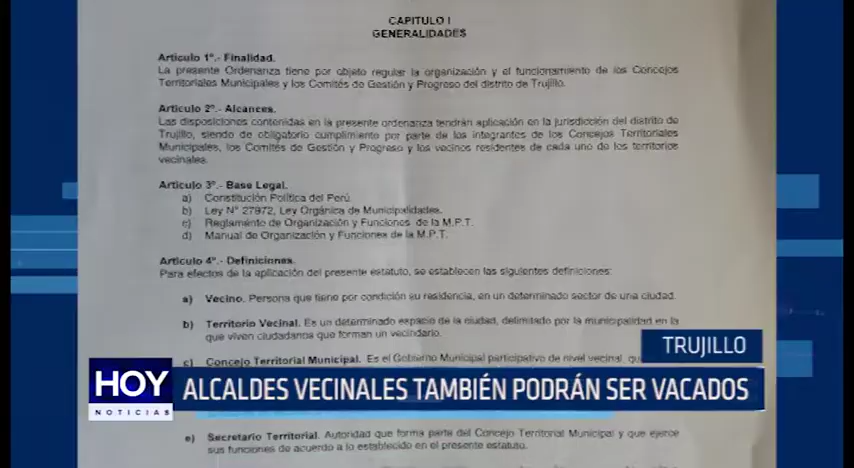 CAPITULO I
GENERALIDADES
Articulo 1º.- Finalidad.
La presente Ordenanza tiene por objeto regular la organización y el funcionamiento de los Concejos
Territoriales Municipales y los Comités de Gestión y Progreso del distrito de Trujillo.
Articulo 2º.- Alcances.
Las disposiciones contenidas en la presente ordenanza tendrán aplicación en la jurisdicción del distrito de
Trujillo, siendo de obligatorio cumplimiento por parte de los integrantes de los Concejos Territoriales
Municipales, los Comités de Gestión y Progreso y los vecinos residentes de cada uno de los territorios
vecinales.
Articulo 3º.- Base Legal.
a) Constitución Política del Perú.
b) Ley N° 27972, Ley Orgánica de Municipalidades.
c) Reglamento de Organización y Funciones de la M.P.T.
d) Manual de Organización y Funciones de la M.P.T.
Articulo 4º.- Definiciones.
Para efectos de la aplicación del presente estatuto, se establecen las siguientes definiciones:
a) Vecino. Persona que tiene por condición su residencia, en un determinado sector de una ciudad.
b) Territorio Vecinal. Es un determinado espacio de la ciudad, delimitado por la municipalidad en la
que viven ciudadanos que forman un vecindario.
c) Concejo Territorial Municipal. Es el Gobierno Municipal participativo de nivel vecinal,
TRUJILLO
HOY
NOTICIAS
ALCALDES VECINALES TAMBIÉN PODRÁN SER VACADOS
e) Secretario Territorial. Autoridad que forma parte del Concejo Territorial Municipal y que ejerce
sus funciones de acuerdo a lo establecido en el presente estatuto.